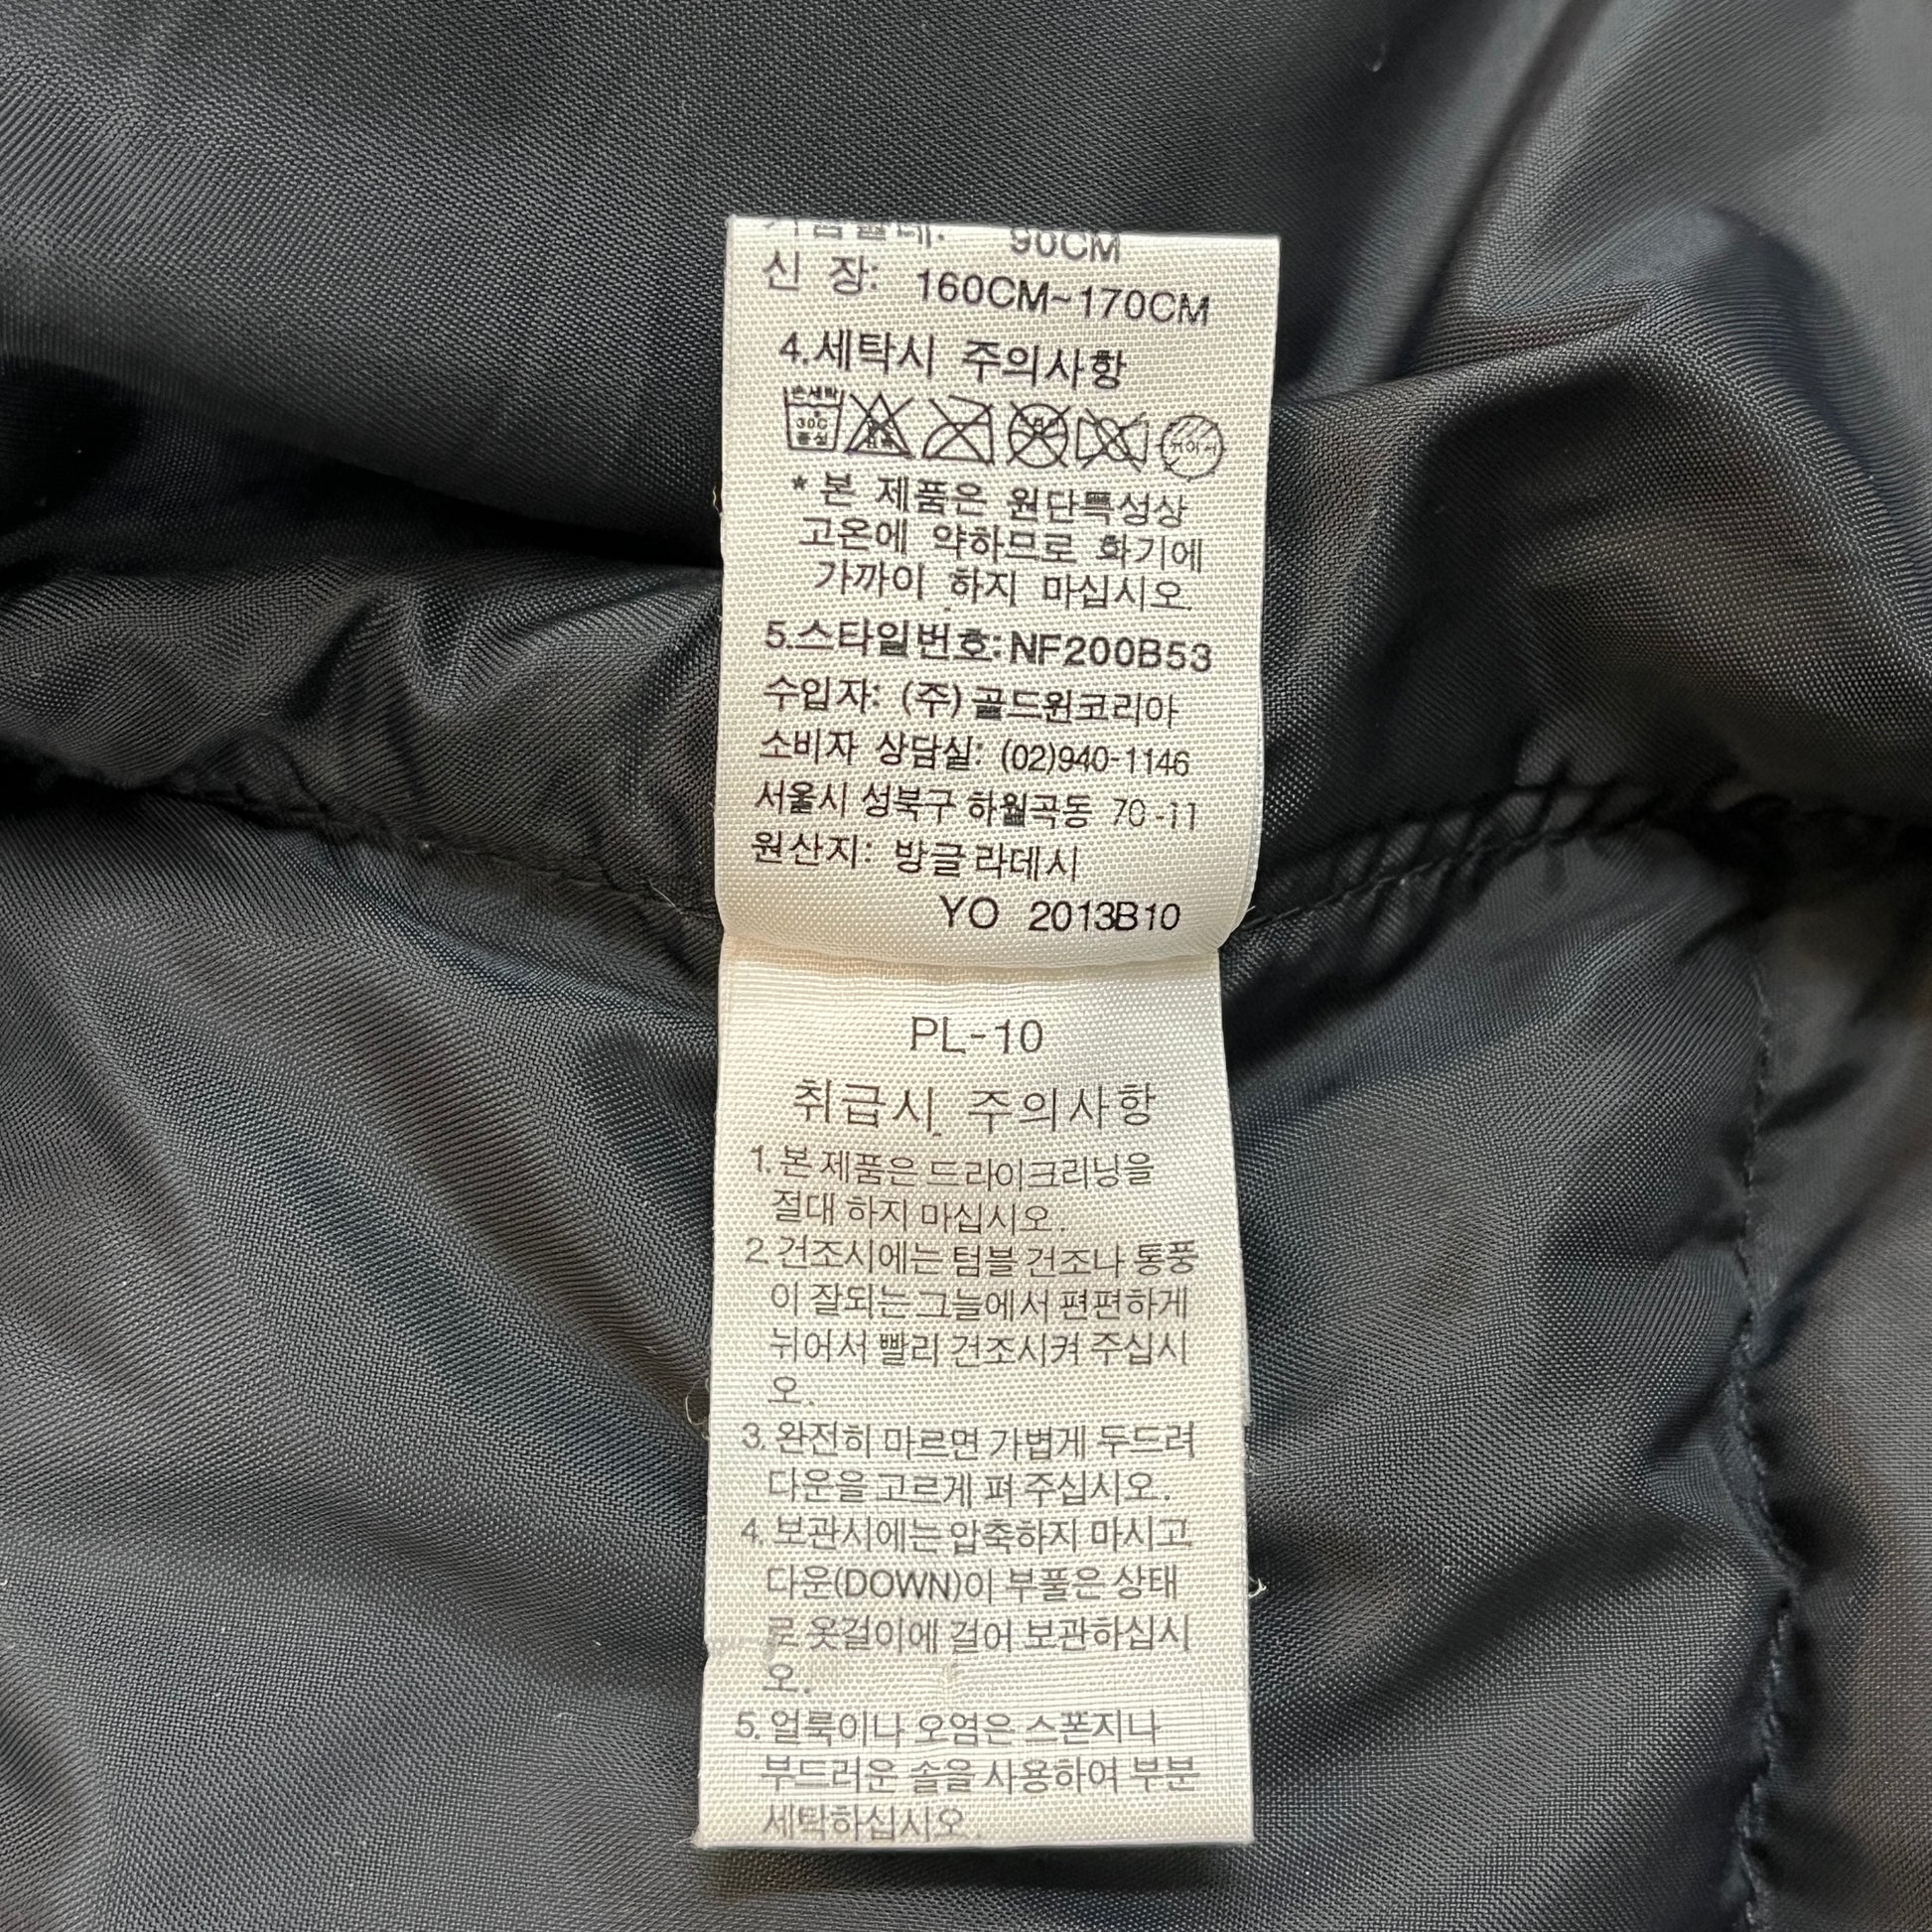 90CM
신 장: 160CM~170CM
4.세탁시 주의사항
손세탁
30C
중성
* 본 제품은 원단특성상
고온에 약하므로 화기에
가까이 하지 마십시오.
5.스타일번호:NF200B53
수입자: (주)골드윈코리아
소비자 상담실: (02)940-1146
서울시 성북구 하월곡동 70-11
원산지: 방글라데시
YO 2013B10
PL-10
취급시 주의사항
1. 본 제품은 드라이크리닝을
절대 하지 마십시오.
2. 건조시에는 텀블 건조나 통풍
이 잘되는 그늘에서 편편하게
뉘어서 빨리 건조시켜 주십시
오.
3. 완전히 마르면 가볍게 두드려
다운을 고르게 펴 주십시오.
4. 보관시에는 압축하지 마시고
다운(DOWN)이 부풀은 상태
로 옷걸이에 걸어 보관하십시
오.
5. 얼룩이나 오염은 스폰지나
부드러운 솔을 사용하여 부분
세탁하십시오.